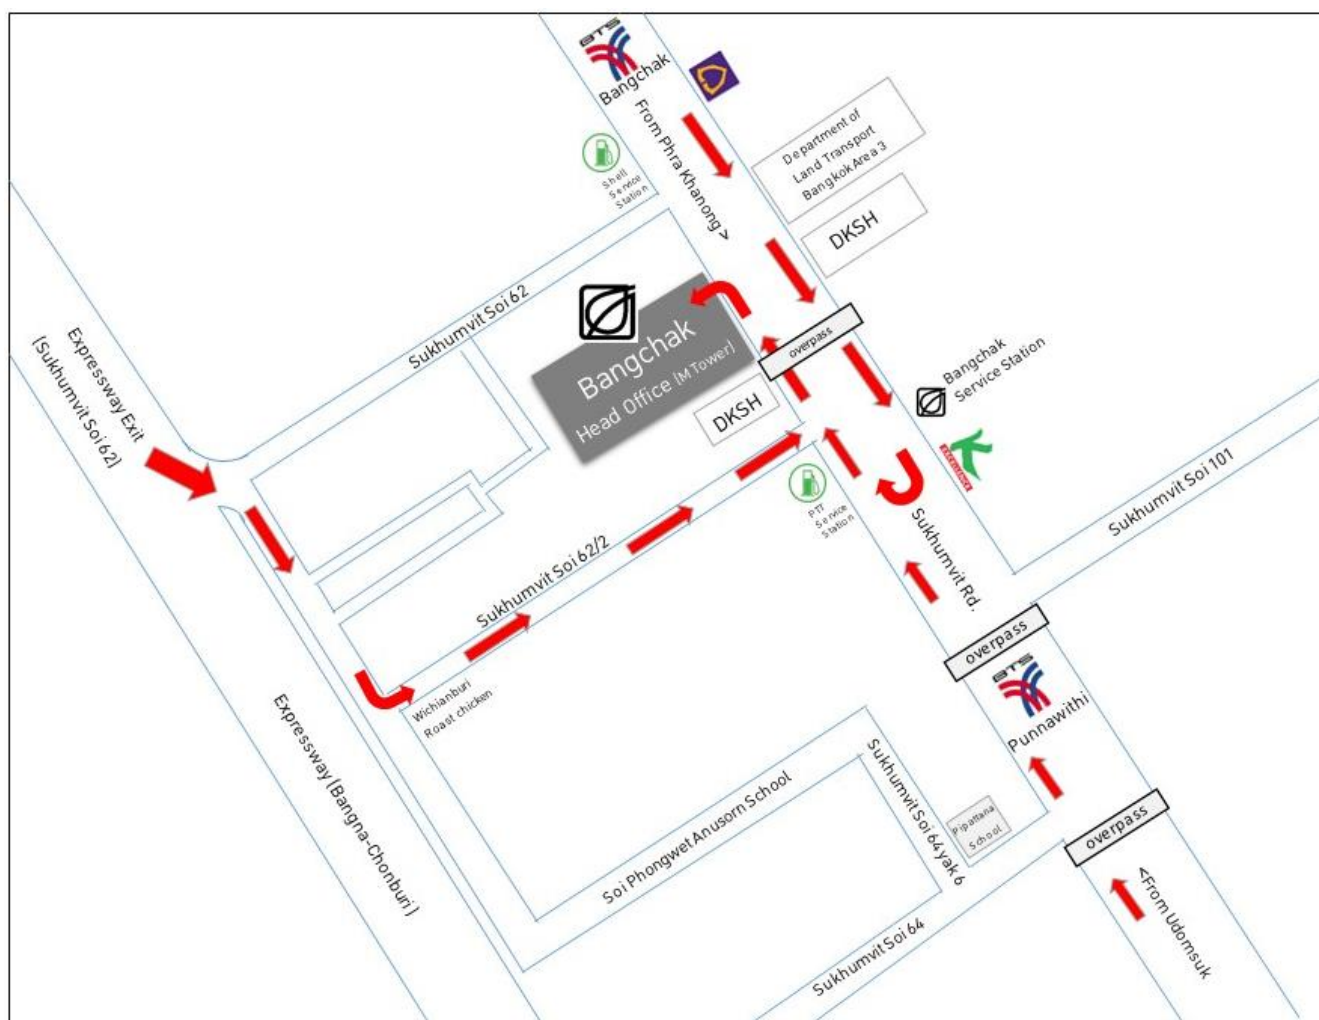 BTS
Bangchak
From Phra Khanong >
Shell
Service
Station
Department of
Land Transport
Bangkok Area 3
DKSH
Sukhumvit Soi 62
Bangchak
Head Office (M Tower)
DKSH
overpass
Bangchak
Service Station
K
EXCELLENCE
Expressway Exit
(Sukhumvit Soi 62)
PTT
Service
Station
Sukhumvit Rd.
Sukhumvit Soi 101
Sukhumvit Soi 62/2
overpass
BTS
Punnawithi
Wichianburi
Roast chicken
Expressway (Bangna-Chonburi)
Soi Phongwet Anusorn School
Sukhumvit Soi 64 yak 6
Pipattana
School
overpass
<From Udomsuk
Sukhumvit Soi 64